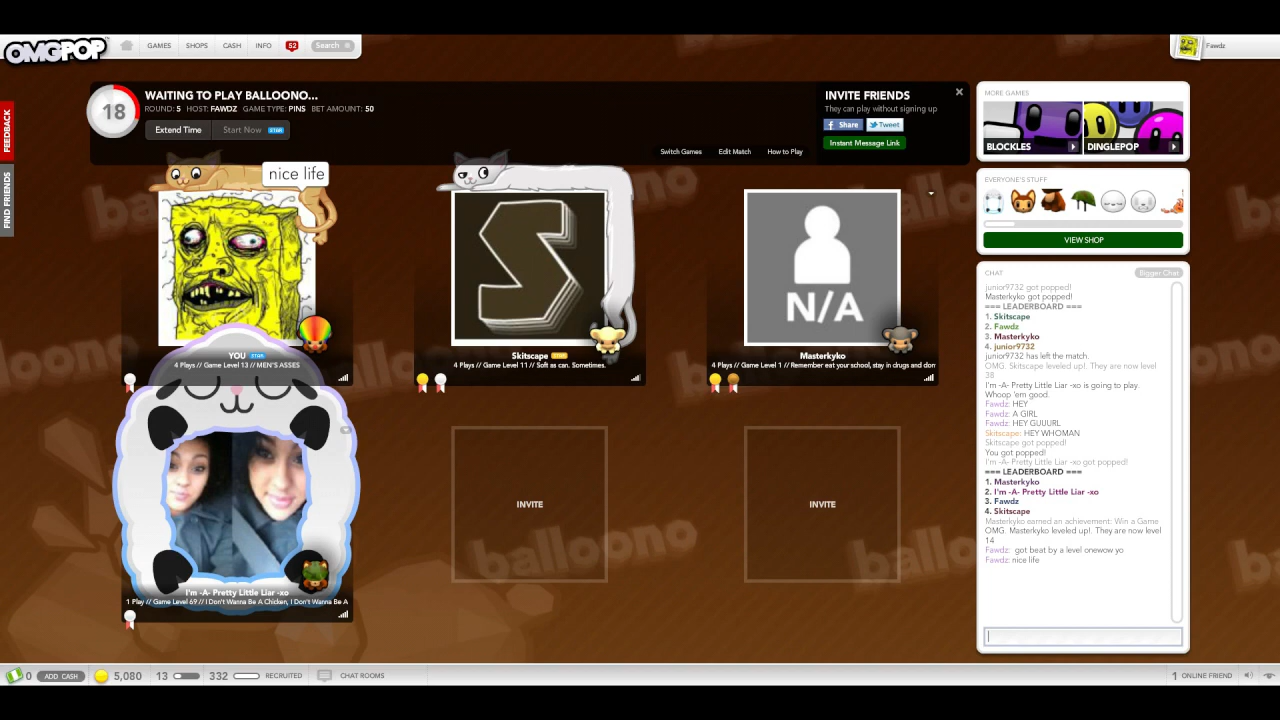 OMGPOP
GAMES
SHOPS
CASH
INFO
52
Search
Fawdz
FEEDBACK
FIND FRIENDS
18
WAITING TO PLAY BALLOONO...
ROUND: 5 HOST: FAWDZ GAME TYPE: PINS BET AMOUNT: 50
Extend Time
Start Now STAR
Switch Games
Edit Match
How to Play
INVITE FRIENDS
They can play without signing up
Share
Tweet
Instant Message Link
MORE GAMES
BLOCKLES
DINGLEPOP
EVERYONE'S STUFF
VIEW SHOP
nice life
YOU STAR
4 Plays // Game Level 13 // MEN'S ASSES
S
Skitscape STAR
4 Plays // Game Level 11 // Soft as can. Sometimes.
N/A
Masterkyko
4 Plays // Game Level 1 // Remember eat your school, stay in drugs and don
I'm -A- Pretty Little Liar -xo
1 Play // Game Level 69 // I Don't Wanna Be A Chicken, I Don't Wanna Be A
INVITE
INVITE
balloono
CHAT
Bigger Chat
junior9732 got popped!
Masterkyko got popped!
=== LEADERBOARD ===
1. Skitscape
2. Fawdz
3. Masterkyko
4. junior9732
junior9732 has left the match.
OMG. Skitscape leveled up!. They are now level
38
I'm -A- Pretty Little Liar -xo is going to play.
Whoop 'em good.
Fawdz: HEY
Fawdz: A GIRL
Fawdz: HEY GUUURL
Skitscape: HEY WHOMAN
Skitscape got popped!
You got popped!
I'm -A- Pretty Little Liar -xo got popped!
=== LEADERBOARD ===
1. Masterkyko
2. I'm -A- Pretty Little Liar -xo
3. Fawdz
4. Skitscape
Masterkyko earned an achievement: Win a Game
OMG. Masterkyko leveled up!. They are now level
14
Fawdz: got beat by a level onewow yo
Fawdz: nice life
0
ADD CASH
5,080
13
332
RECRUITED
CHAT ROOMS
1 ONLINE FRIEND